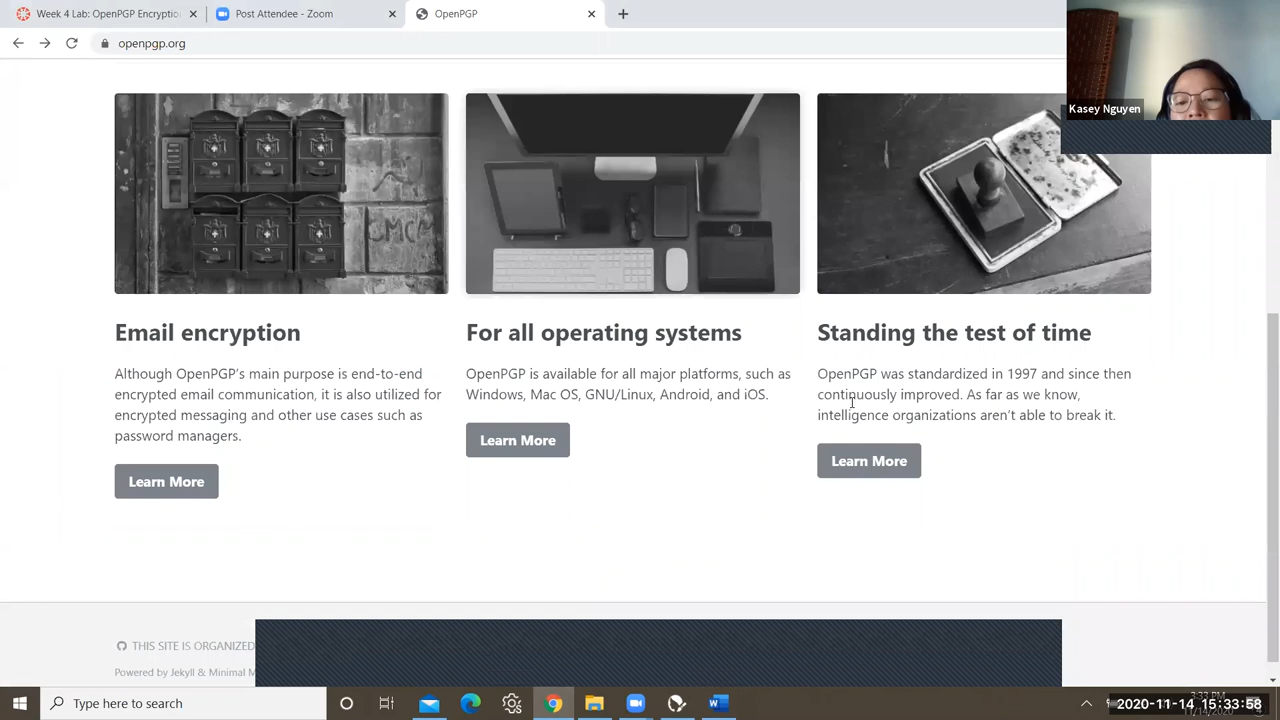 Week 4 Lab: OpenPGP Encryptio
Post Attendee - Zoom
OpenPGP
openpgp.org
Kasey Nguyen
CMCM
Email encryption
Although OpenPGP's main purpose is end-to-end
encrypted email communication, it is also utilized for
encrypted messaging and other use cases such as
password managers.
Learn More
For all operating systems
OpenPGP is available for all major platforms, such as
Windows, Mac OS, GNU/Linux, Android, and iOS.
Learn More
Standing the test of time
OpenPGP was standardized in 1997 and since then
continuously improved. As far as we know,
intelligence organizations aren't able to break it.
Learn More
THIS SITE IS ORGANIZED
Powered by Jekyll & Minimal M
Type here to search
3:33 PM
2020-11-14 15:33:58